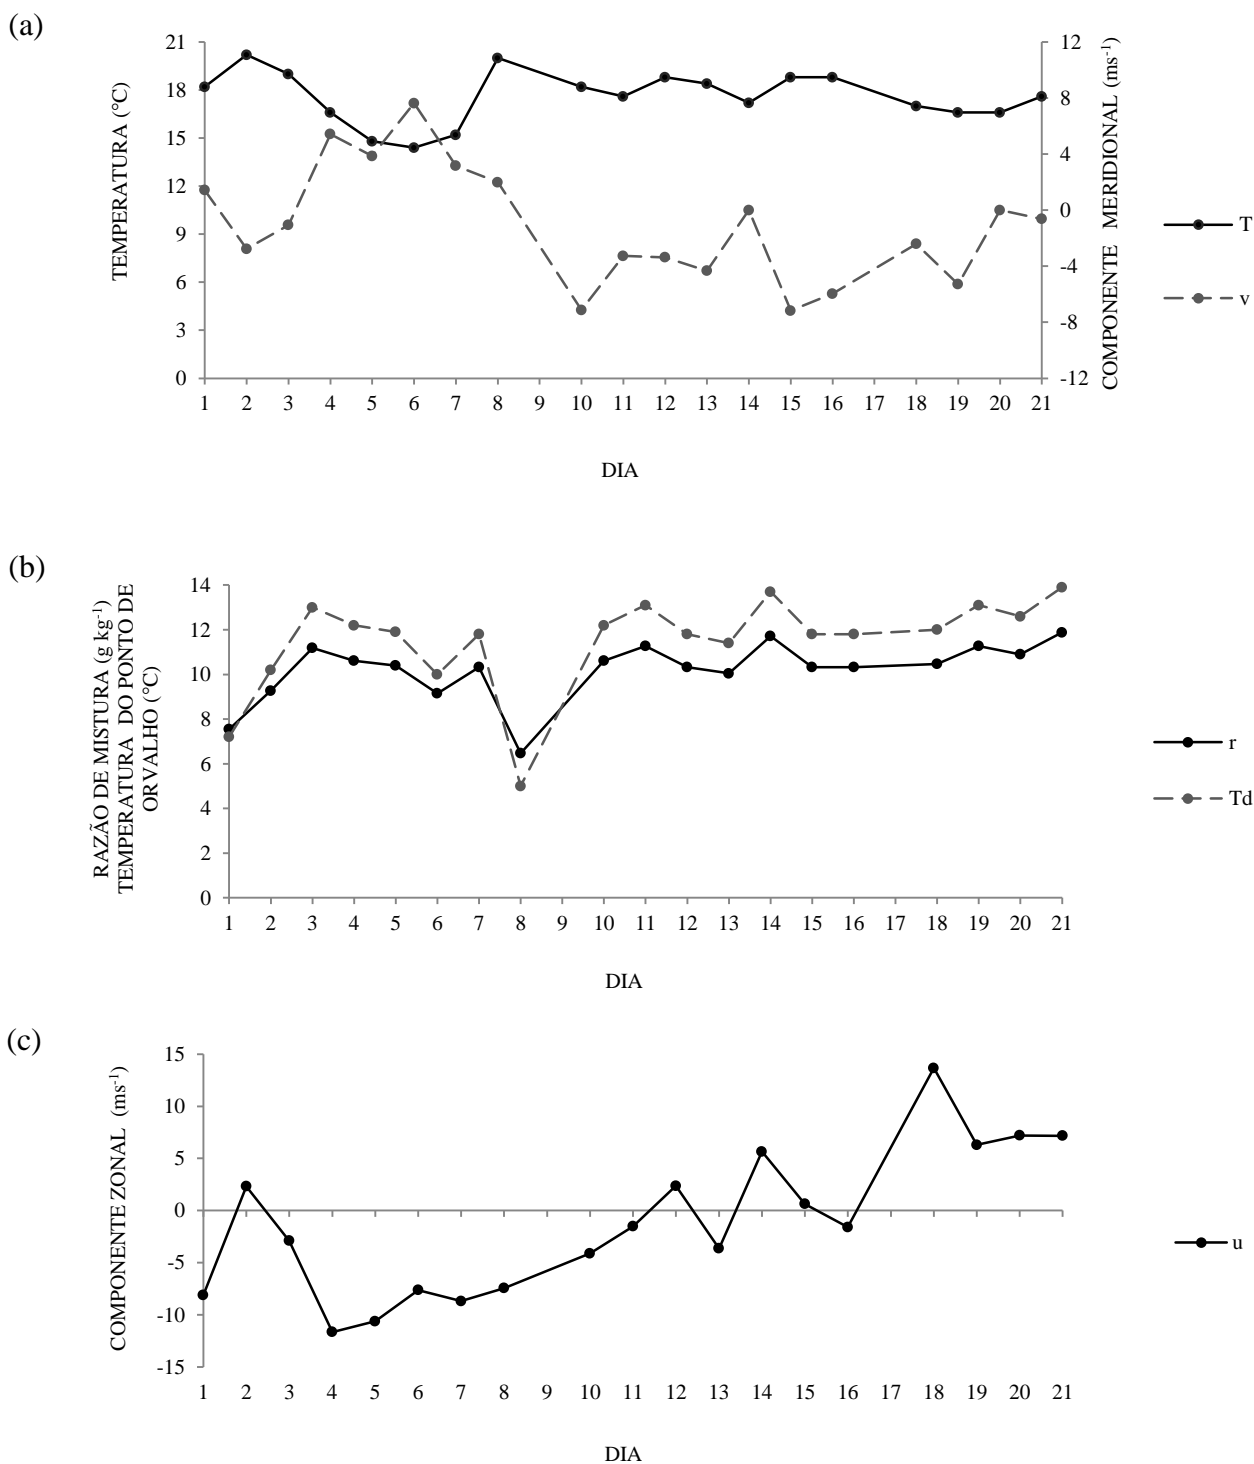 (a)
TEMPERATURA (°C)
21
18
15
12
9
6
3
0
12
8
4
0
-4
-8
-12
COMPONENTE MERIDIONAL (ms⁻¹)
1 2 3 4 5 6 7 8 9 10 11 12 13 14 15 16 17 18 19 20 21
DIA
T
v
(b)
RAZÃO DE MISTURA (g kg⁻¹)
TEMPERATURA DO PONTO DE
ORVALHO (°C)
14
12
10
8
6
4
2
0
1 2 3 4 5 6 7 8 9 10 11 12 13 14 15 16 17 18 19 20 21
DIA
r
Td
(c)
COMPONENTE ZONAL (ms⁻¹)
15
10
5
0
-5
-10
-15
1 2 3 4 5 6 7 8 9 10 11 12 13 14 15 16 17 18 19 20 21
DIA
u